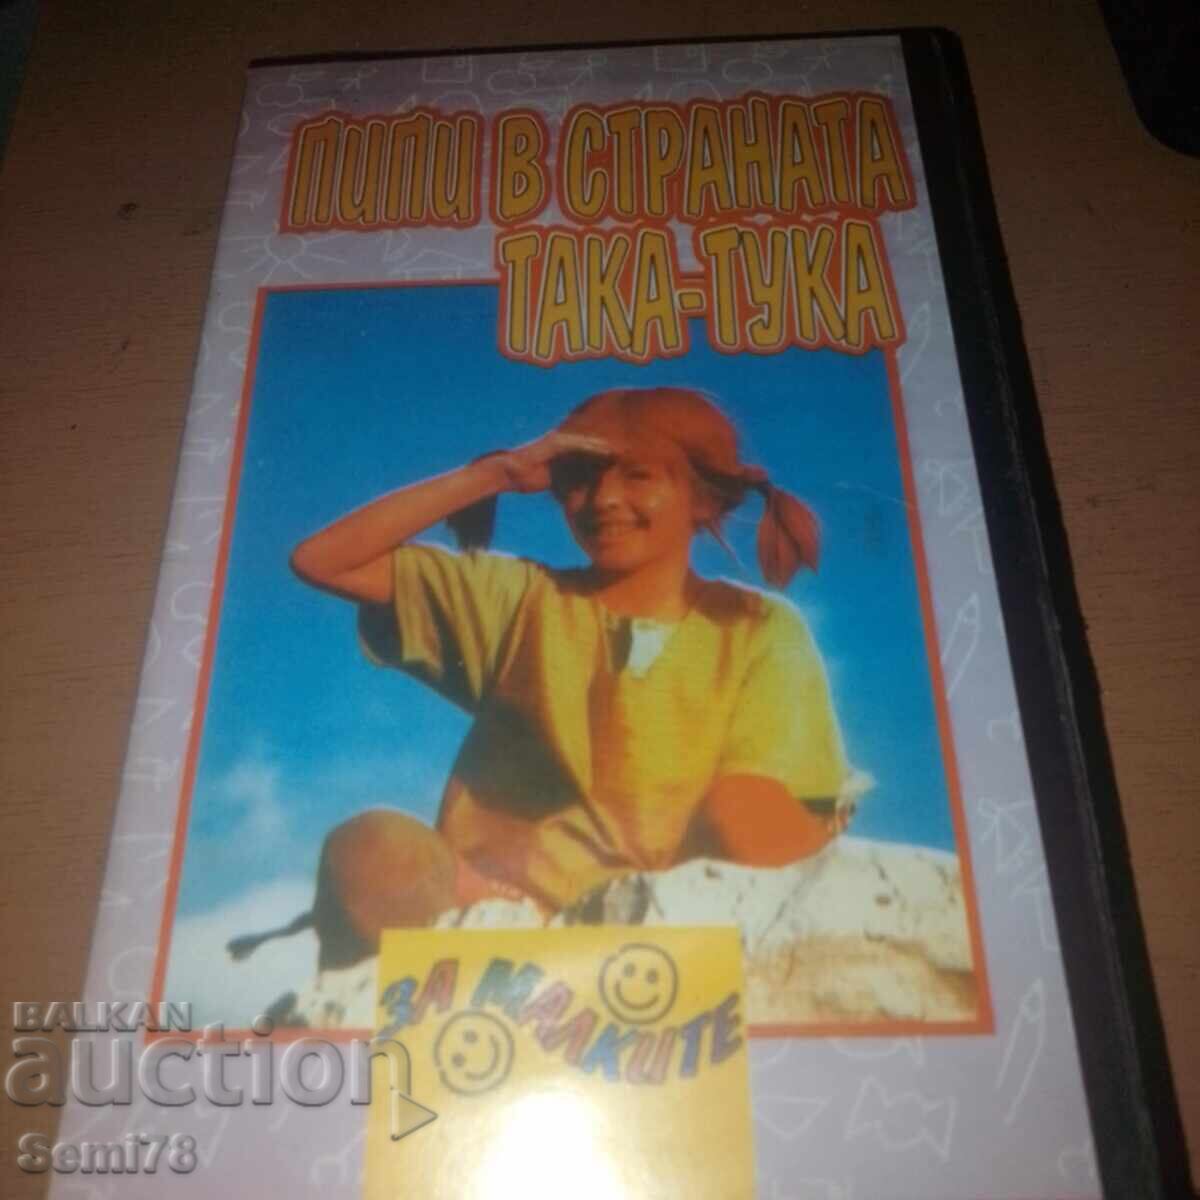 ПИПИ В СТРАНАТА
ТАКА-ТУКА
ЗА МАЛКИТЕ
BALKAN
auction
Semi78